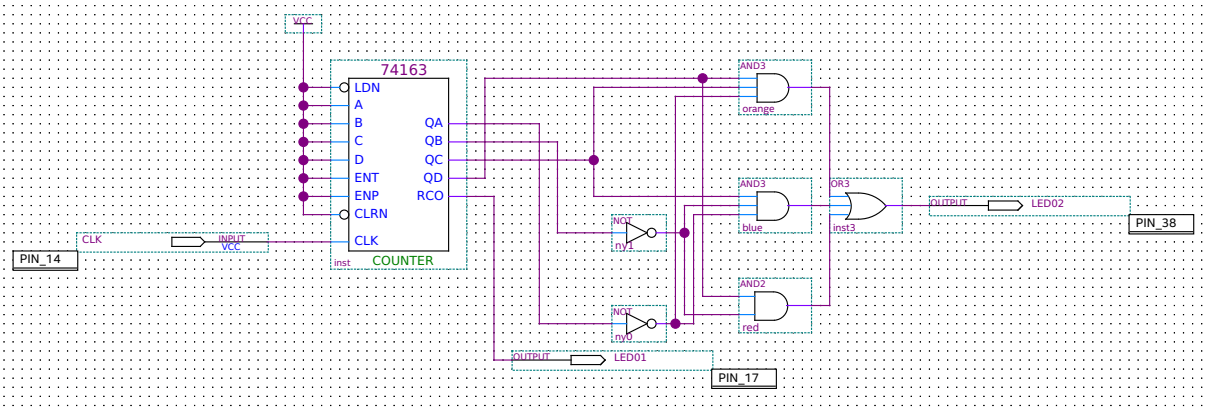 VCC
74163
LDN
A
B
C
D
ENT
ENP
CLRN
CLK
QA
QB
QC
QD
RCO
inst
COUNTER
CLK
INPUT
VCC
PIN_14
AND3
orange
AND3
blue
NOT
ny1
AND2
red
NOT
ny0
OR3
inst3
OUTPUT
LED02
PIN_38
OUTPUT
LED01
PIN_17